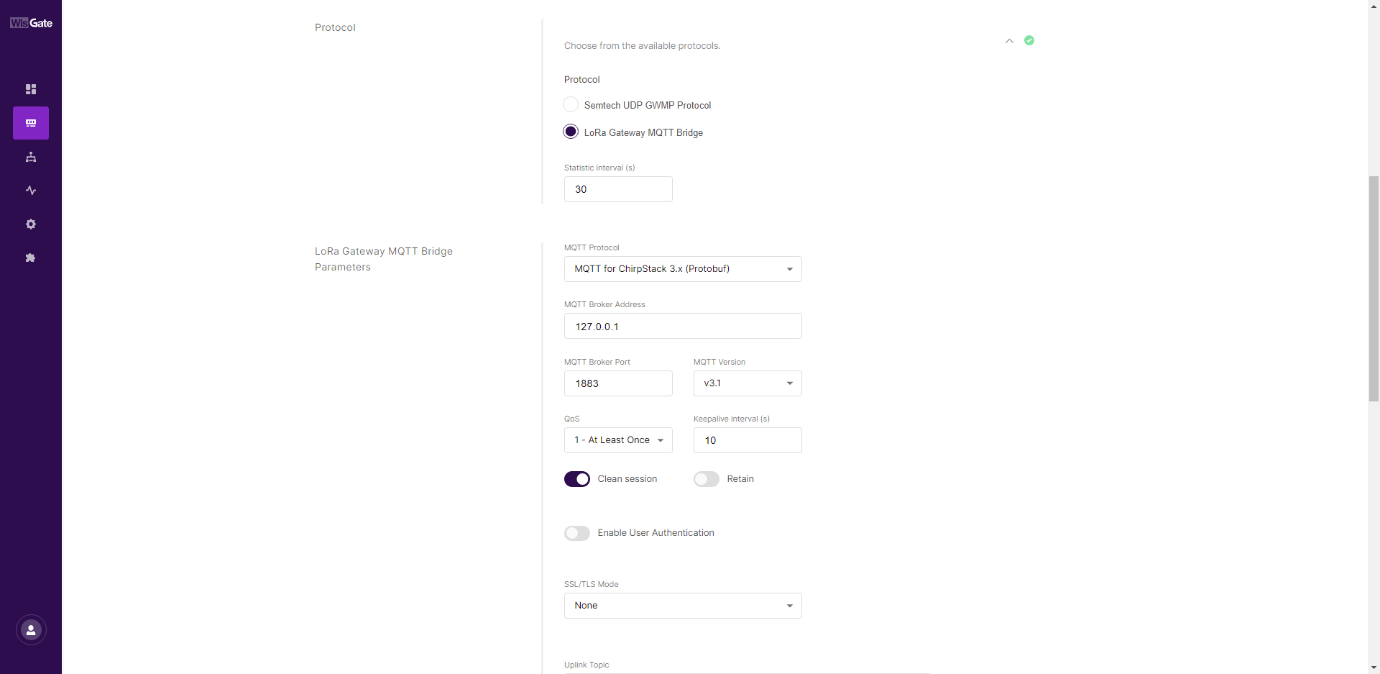 WisGate
Protocol
Choose from the available protocols.
Protocol
Semtech UDP GWMP Protocol
LoRa Gateway MQTT Bridge
Statistic interval (s)
30
LoRa Gateway MQTT Bridge
Parameters
MQTT Protocol
MQTT for ChirpStack 3.x (Protobuf)
MQTT Broker Address
127.0.0.1
MQTT Broker Port
MQTT Version
1883
v3.1
QoS
Keepalive interval (s)
1 - At Least Once
10
Clean session
Retain
Enable User Authentication
SSL/TLS Mode
None
Uplink Topic